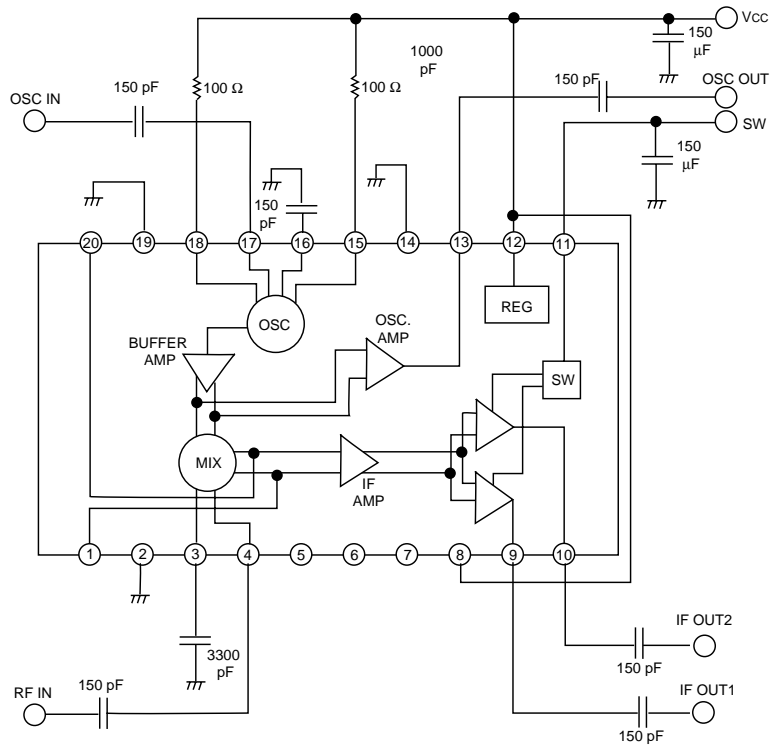 VCC
150
µF
1000
pF
150 pF
OSC OUT
100 Ω
100 Ω
150 pF
OSC IN
SW
150
µF
150
pF
20
19
18
17
16
15
14
13
12
11
REG
OSC
OSC.
AMP
BUFFER
AMP
SW
MIX
IF
AMP
1
2
3
4
5
6
7
8
9
10
IF OUT2
3300
pF
150 pF
RF IN
150 pF
IF OUT1
150 pF